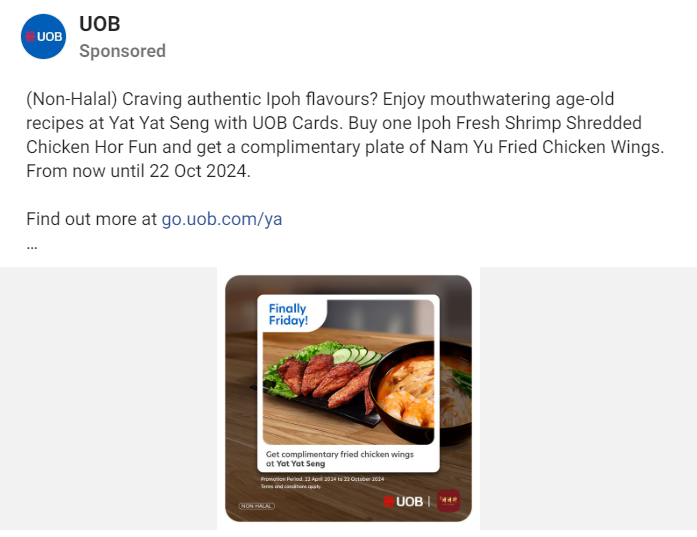 UOB
UOB
Sponsored
(Non-Halal) Craving authentic Ipoh flavours? Enjoy mouthwatering age-old
recipes at Yat Yat Seng with UOB Cards. Buy one Ipoh Fresh Shrimp Shredded
Chicken Hor Fun and get a complimentary plate of Nam Yu Fried Chicken Wings.
From now until 22 Oct 2024.
Find out more at go.uob.com/ya
...
Finally
Friday!
Get complimentary fried chicken wings
at Yat Yat Seng
Promotion Period: 22 April 2024 to 22 October 2024
Terms and conditions apply.
NON HALAL
UOB